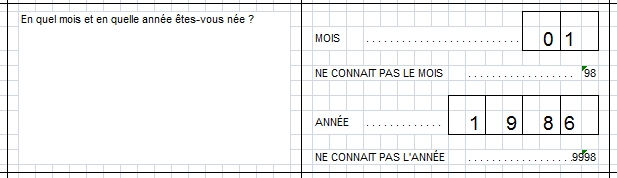 En quel mois et en quelle année êtes-vous née ?
MOIS . . . . . . . . . . . . . . . . . . . . . . . . . . 0 1
NE CONNAIT PAS LE MOIS . . . . . . . . . . . . . . . . . . 98
ANNÉE . . . . . . . . . . . . . 1 9 8 6
NE CONNAIT PAS L'ANNÉE . . . . . . . . . . . . . . . . . . 9998